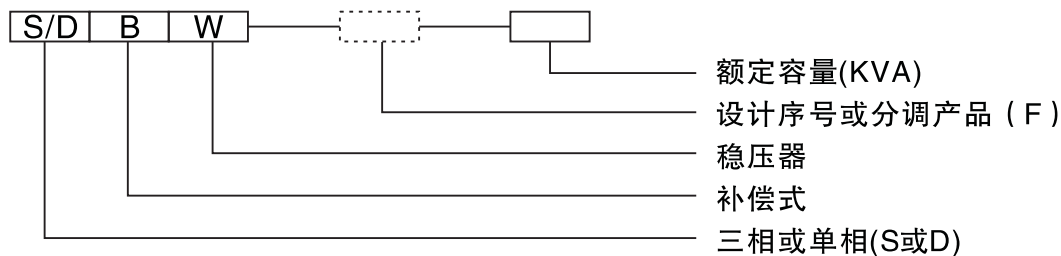 S/D B W
额定容量(KVA)
设计序号或分调产品（F）
稳压器
补偿式
三相或单相(S或D)